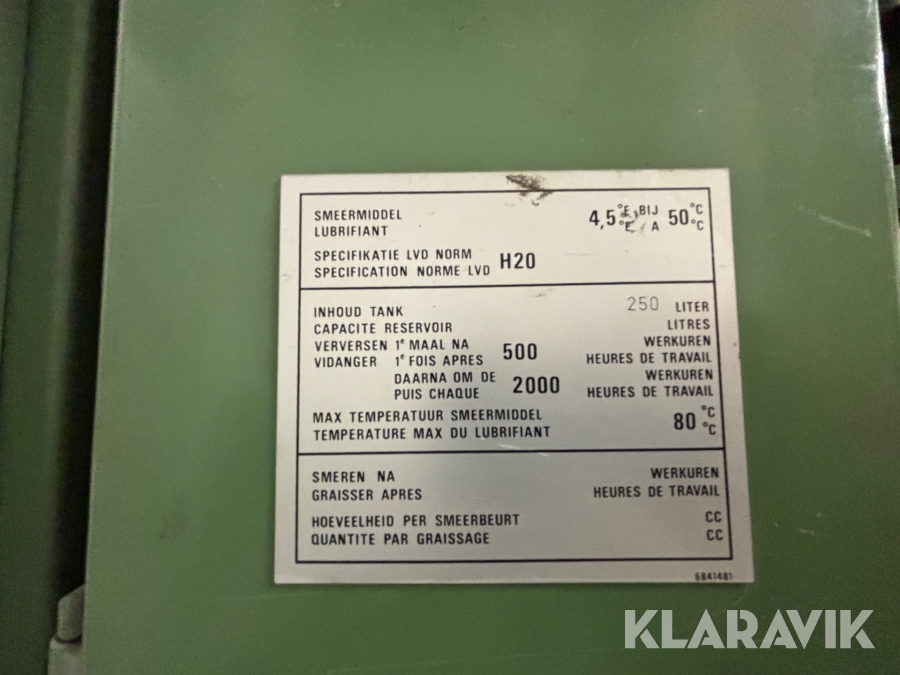 SMEERMIDDEL 4,5 °E BIJ 50 °C
LUBRIFIANT °E A °C
SPECIFIKATIE LVD NORM H20
SPECIFICATION NORME LVD
INHOUD TANK 250 LITER
CAPACITE RESERVOIR LITRES
VERVERSEN 1e MAAL NA 500 WERKUREN
VIDANGER 1e FOIS APRES HEURES DE TRAVAIL
DAARNA OM DE 2000 WERKUREN
PUIS CHAQUE HEURES DE TRAVAIL
MAX TEMPERATUUR SMEERMIDDEL 80 °C
TEMPERATURE MAX DU LUBRIFIANT °C
SMEREN NA WERKUREN
GRAISSER APRES HEURES DE TRAVAIL
HOEVEELHEID PER SMEERBEURT CC
QUANTITE PAR GRAISSAGE CC
6841481
KLARAVIK